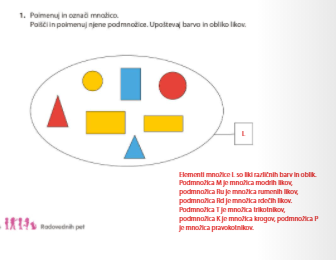 1. Poimenuj in označi množico.
Poišči in poimenuj njene podmnožice. Upoštevaj barvo in obliko likov.
L
Elementi množice L so liki različnih barv in oblik.
Podmnožica M je množica modrih likov,
podmnožica Ru je množica rumenih likov,
podmnožica Rd je množica rdečih likov.
Podmnožica T je množica trikotnikov,
podmnožica K je množica krogov, podmnožica P
je množica pravokotnikov.
Radovednih pet